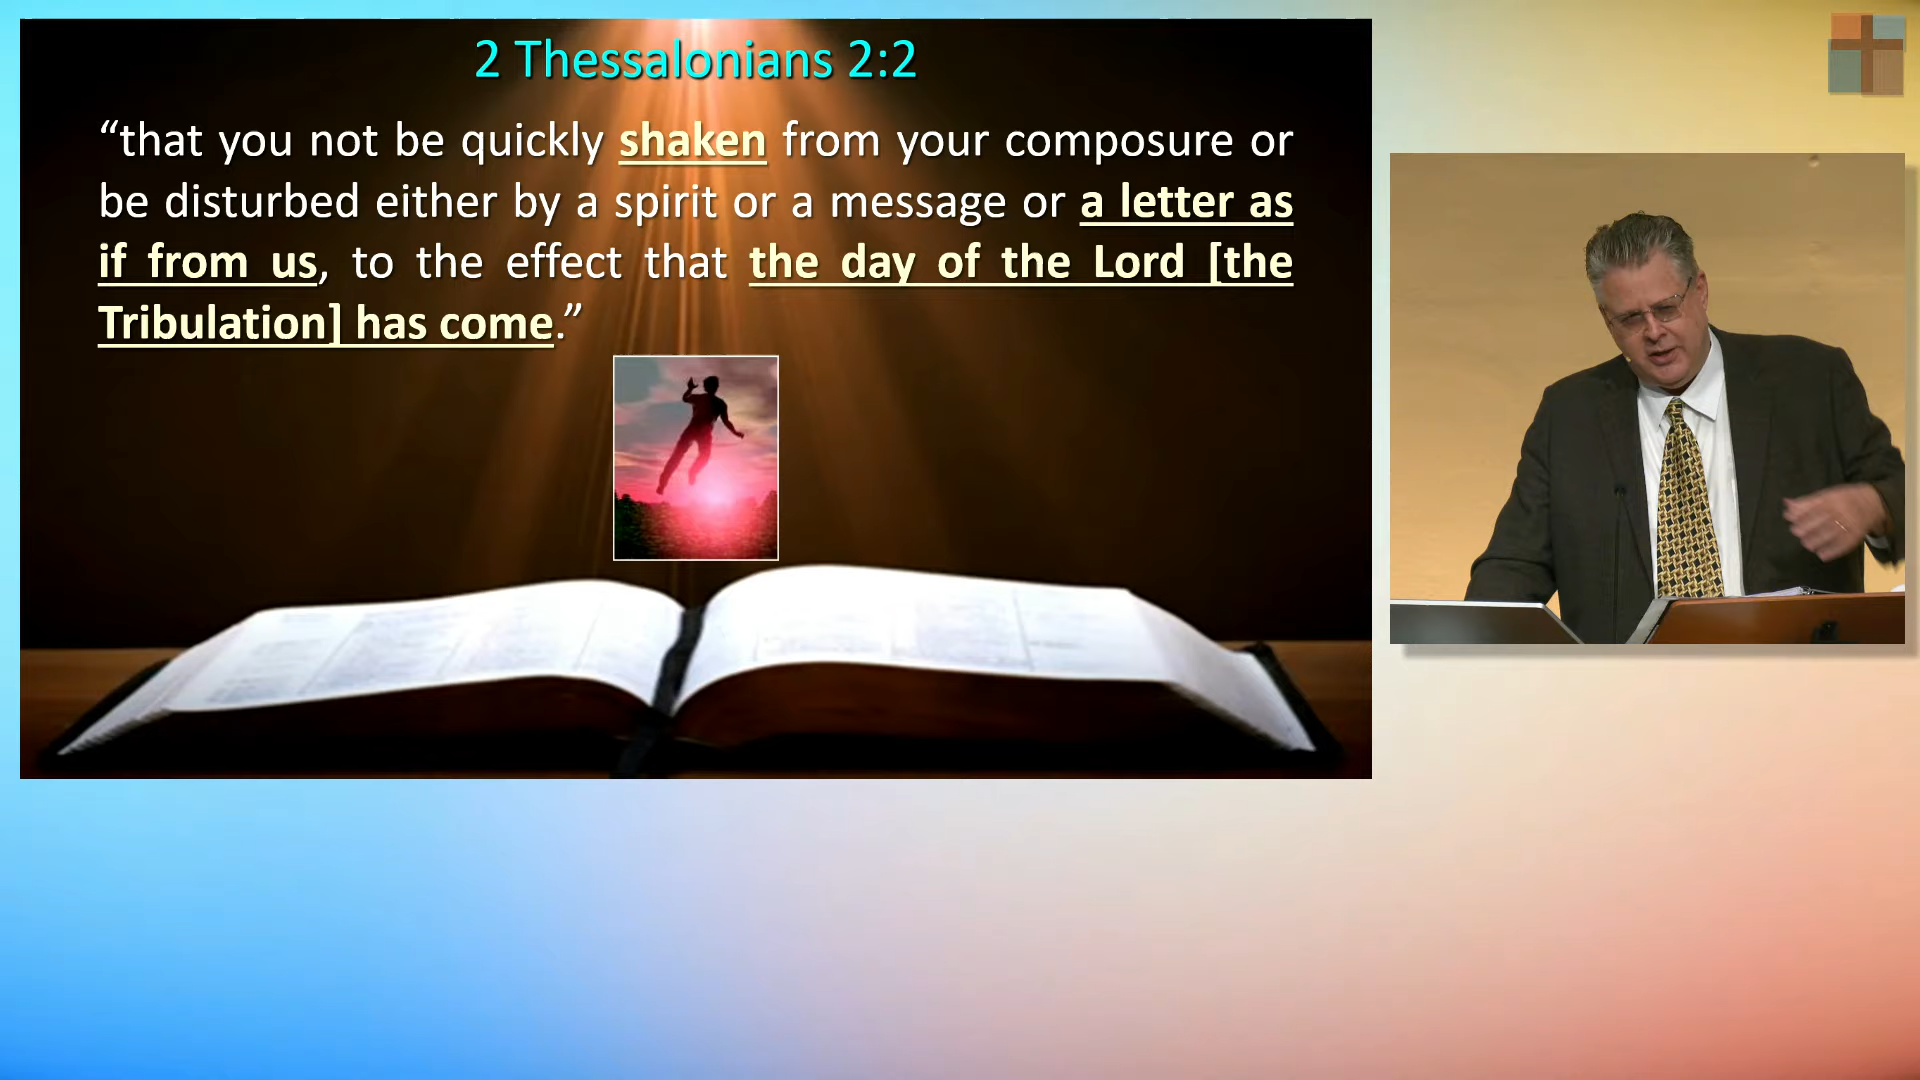 2 Thessalonians 2:2
“that you not be quickly shaken from your composure or
be disturbed either by a spirit or a message or a letter as
if from us, to the effect that the day of the Lord [the
Tribulation] has come.”